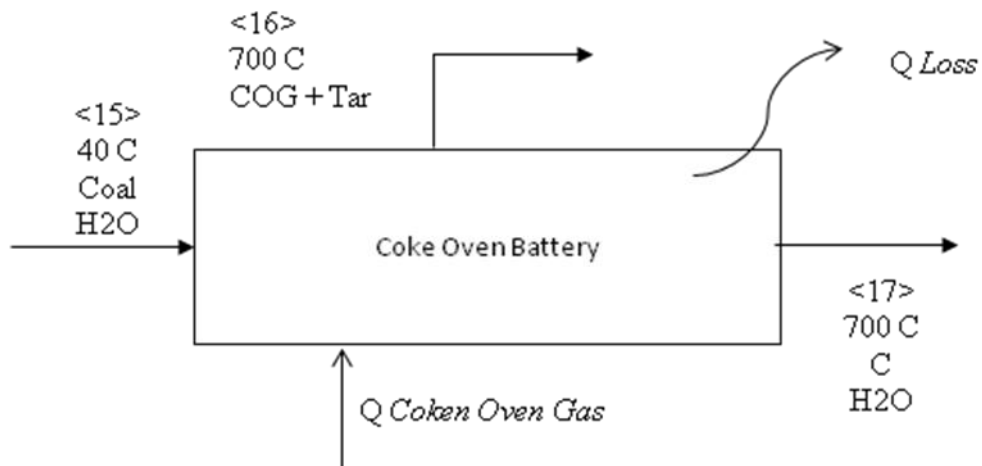 <16>
700 C
COG + Tar
Q Loss
<15>
40 C
Coal
H2O
Coke Oven Battery
<17>
700 C
C
H2O
Q Coken Oven Gas